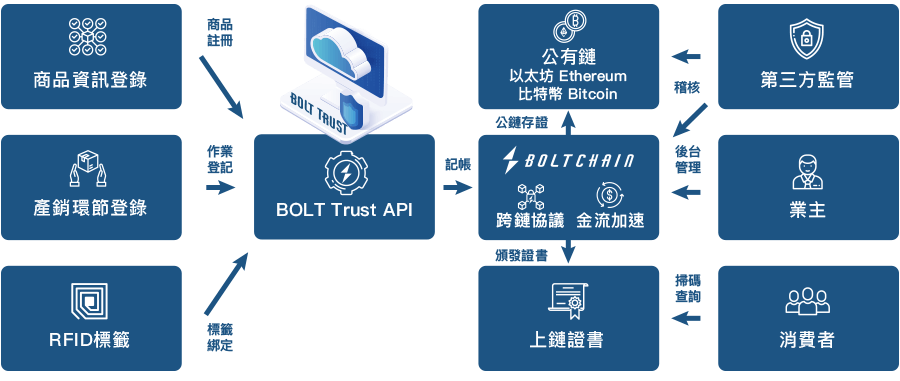 商品資訊登錄
商品
註冊
BOLT TRUST
公有鏈
以太坊 Ethereum
比特幣 Bitcoin
稽核
第三方監管
公鏈存證
產銷環節登錄
作業
登記
BOLT Trust API
記帳
BOLTCHAIN
跨鏈協議 金流加速
後台
管理
業主
頒發證書
RFID標籤
標籤
綁定
上鏈證書
掃碼
查詢
消費者